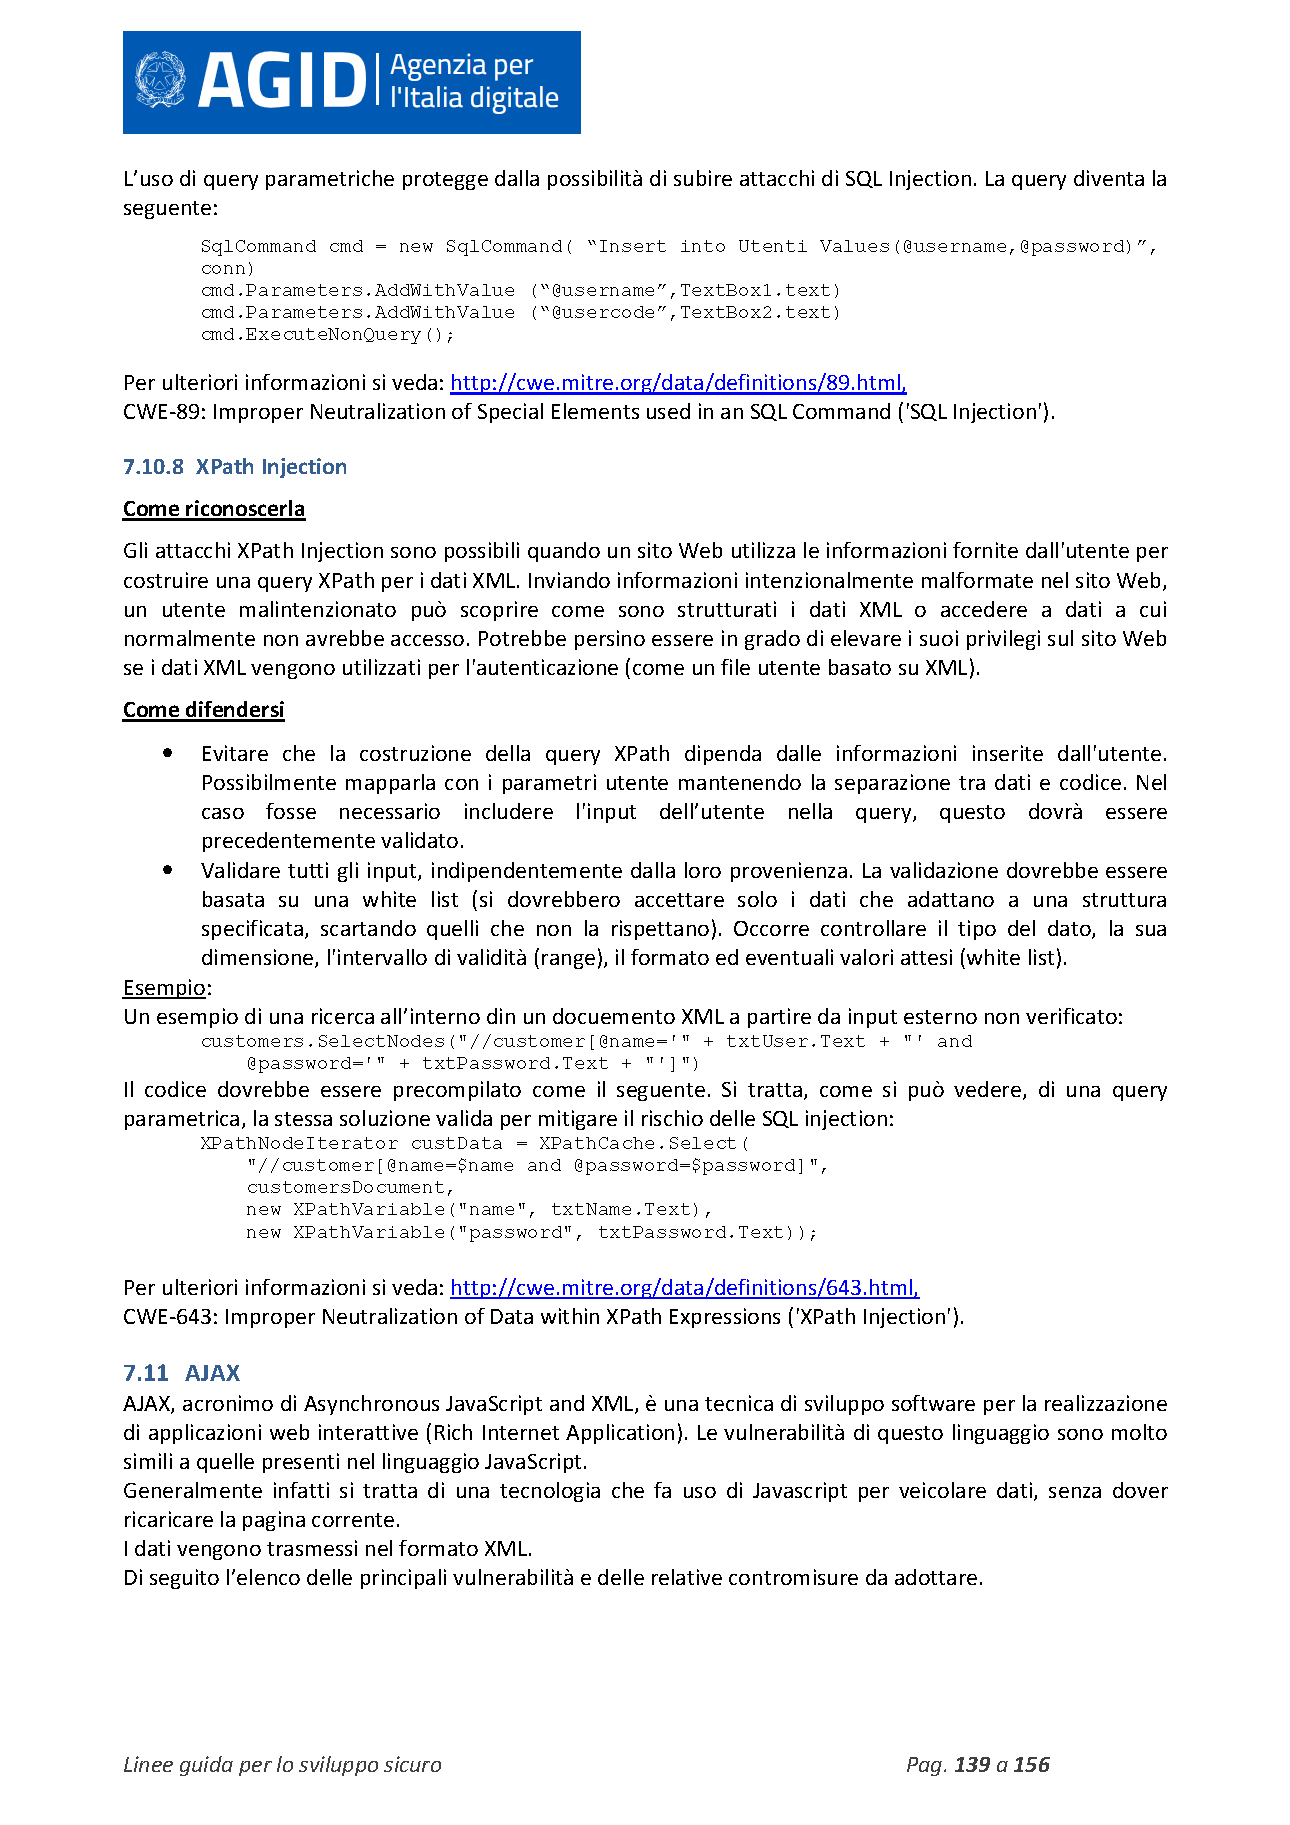 AGID Agenzia per
l'Italia digitale
L’uso di query parametriche protegge dalla possibilità di subire attacchi di SQL Injection. La query diventa la
seguente:
SqlCommand cmd = new SqlCommand( “Insert into Utenti Values(@username,@password)”,
conn)
cmd.Parameters.AddWithValue (“@username”,TextBox1.text)
cmd.Parameters.AddWithValue (“@usercode”,TextBox2.text)
cmd.ExecuteNonQuery();
Per ulteriori informazioni si veda: http://cwe.mitre.org/data/definitions/89.html,
CWE-89: Improper Neutralization of Special Elements used in an SQL Command ('SQL Injection').
7.10.8 XPath Injection
Come riconoscerla
Gli attacchi XPath Injection sono possibili quando un sito Web utilizza le informazioni fornite dall'utente per
costruire una query XPath per i dati XML. Inviando informazioni intenzionalmente malformate nel sito Web,
un utente malintenzionato può scoprire come sono strutturati i dati XML o accedere a dati a cui
normalmente non avrebbe accesso. Potrebbe persino essere in grado di elevare i suoi privilegi sul sito Web
se i dati XML vengono utilizzati per l'autenticazione (come un file utente basato su XML).
Come difendersi
• Evitare che la costruzione della query XPath dipenda dalle informazioni inserite dall'utente.
Possibilmente mapparla con i parametri utente mantenendo la separazione tra dati e codice. Nel
caso fosse necessario includere l'input dell’utente nella query, questo dovrà essere
precedentemente validato.
• Validare tutti gli input, indipendentemente dalla loro provenienza. La validazione dovrebbe essere
basata su una white list (si dovrebbero accettare solo i dati che adattano a una struttura
specificata, scartando quelli che non la rispettano). Occorre controllare il tipo del dato, la sua
dimensione, l'intervallo di validità (range), il formato ed eventuali valori attesi (white list).
Esempio:
Un esempio di una ricerca all’interno din un docuemento XML a partire da input esterno non verificato:
customers.SelectNodes("//customer[@name='" + txtUser.Text + "' and
@password='" + txtPassword.Text + "']")
Il codice dovrebbe essere precompilato come il seguente. Si tratta, come si può vedere, di una query
parametrica, la stessa soluzione valida per mitigare il rischio delle SQL injection:
XPathNodeIterator custData = XPathCache.Select(
"//customer[@name=$name and @password=$password]",
customersDocument,
new XPathVariable("name", txtName.Text),
new XPathVariable("password", txtPassword.Text));
Per ulteriori informazioni si veda: http://cwe.mitre.org/data/definitions/643.html,
CWE-643: Improper Neutralization of Data within XPath Expressions ('XPath Injection').
7.11 AJAX
AJAX, acronimo di Asynchronous JavaScript and XML, è una tecnica di sviluppo software per la realizzazione
di applicazioni web interattive (Rich Internet Application). Le vulnerabilità di questo linguaggio sono molto
simili a quelle presenti nel linguaggio JavaScript.
Generalmente infatti si tratta di una tecnologia che fa uso di Javascript per veicolare dati, senza dover
ricaricare la pagina corrente.
I dati vengono trasmessi nel formato XML.
Di seguito l’elenco delle principali vulnerabilità e delle relative contromisure da adottare.
Linee guida per lo sviluppo sicuro Pag. 139 a 156